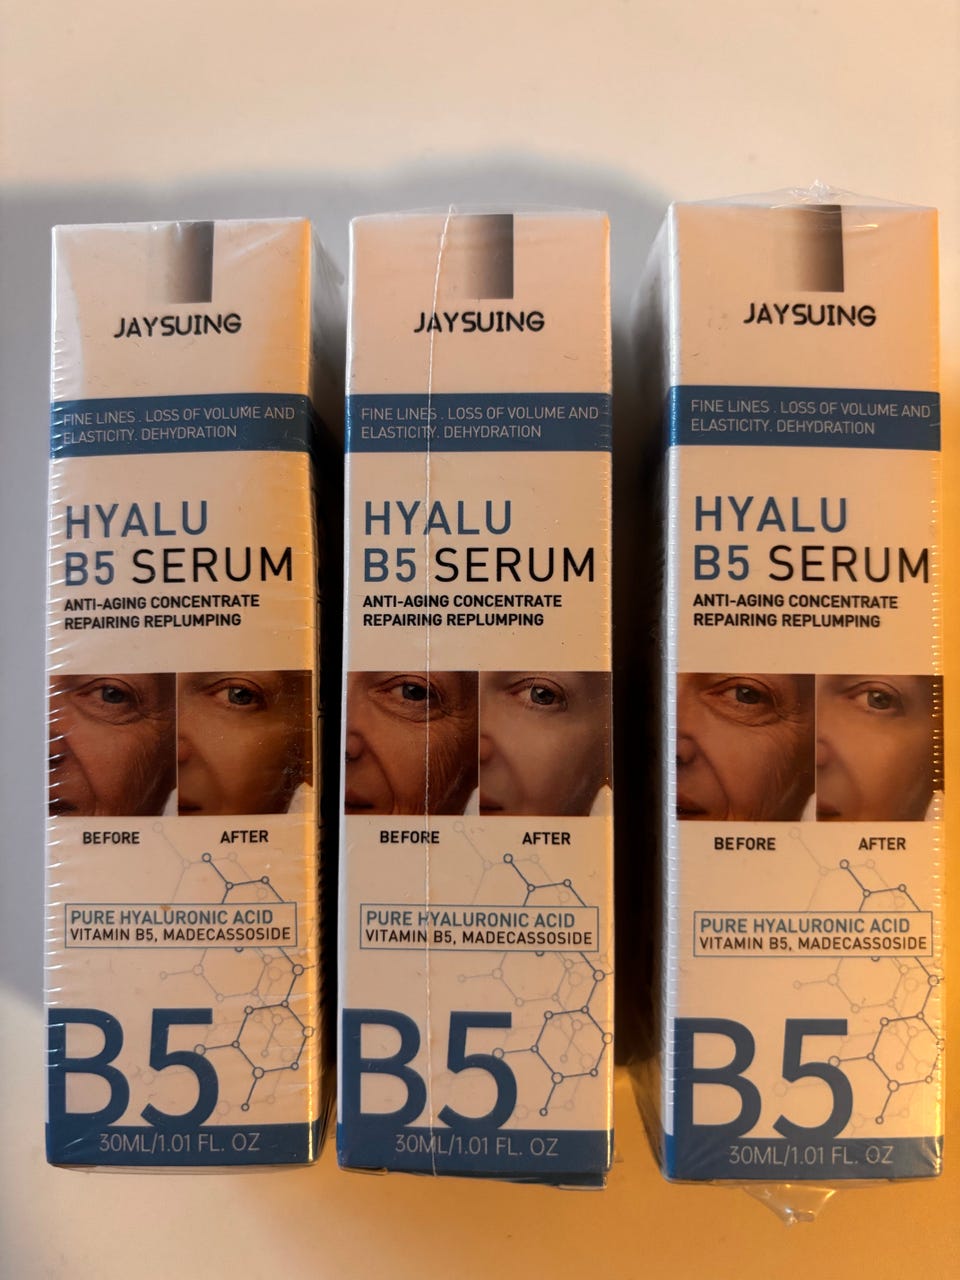 JAYSUING
FINE LINES . LOSS OF VOLUME AND
ELASTICITY. DEHYDRATION
HYALU
B5 SERUM
ANTI-AGING CONCENTRATE
REPAIRING REPLUMPING
BEFORE AFTER
PURE HYALURONIC ACID
VITAMIN B5, MADECASSOSIDE
B5
30ML/1.01 FL. OZ
JAYSUING
FINE LINES . LOSS OF VOLUME AND
ELASTICITY. DEHYDRATION
HYALU
B5 SERUM
ANTI-AGING CONCENTRATE
REPAIRING REPLUMPING
BEFORE AFTER
PURE HYALURONIC ACID
VITAMIN B5, MADECASSOSIDE
B5
30ML/1.01 FL. OZ
JAYSUING
FINE LINES . LOSS OF VOLUME AND
ELASTICITY. DEHYDRATION
HYALU
B5 SERUM
ANTI-AGING CONCENTRATE
REPAIRING REPLUMPING
BEFORE AFTER
PURE HYALURONIC ACID
VITAMIN B5, MADECASSOSIDE
B5
30ML/1.01 FL. OZ